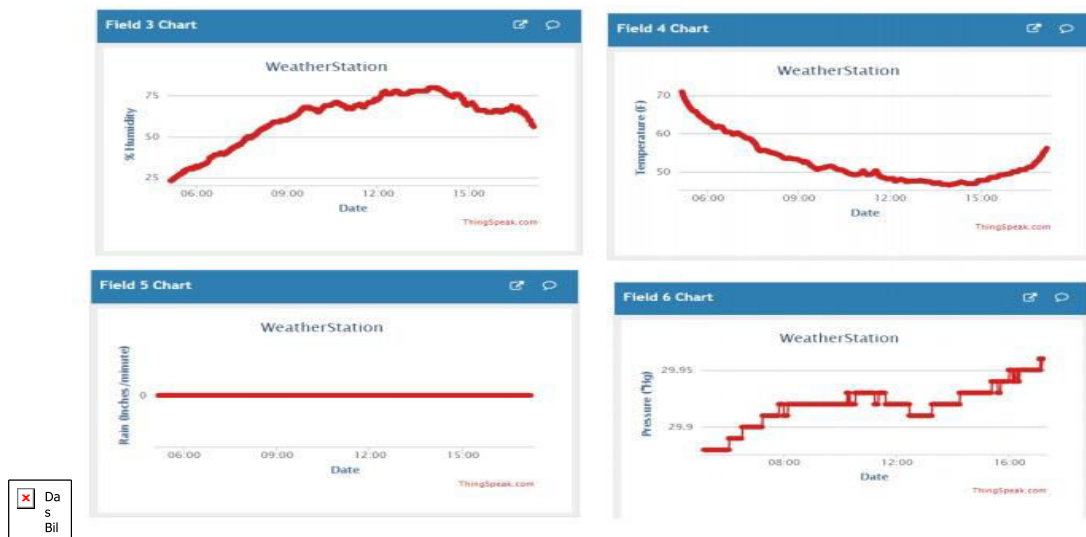 Field 3 Chart
WeatherStation
% Humidity
75
50
25
06:00 09:00 12:00 15:00
Date
ThingSpeak.com
Field 4 Chart
WeatherStation
Temperature (F)
70
60
50
06:00 09:00 12:00 15:00
Date
ThingSpeak.com
Field 5 Chart
WeatherStation
Rain (Inches/minute)
0
06:00 09:00 12:00 15:00
Date
ThingSpeak.com
Field 6 Chart
WeatherStation
Pressure ("Hg)
29.95
29.9
08:00 12:00 16:00
Date
ThingSpeak.com
Da
s
Bil